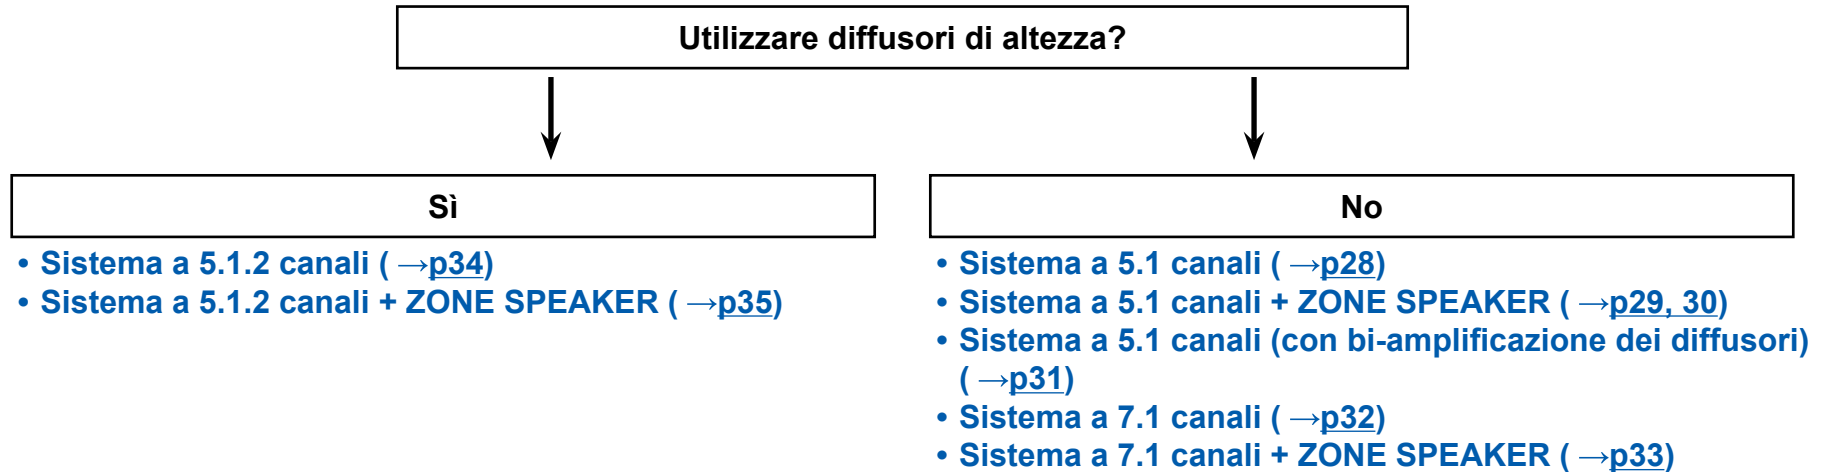 Utilizzare diffusori di altezza?
Sì
• Sistema a 5.1.2 canali ( →p34)
• Sistema a 5.1.2 canali + ZONE SPEAKER ( →p35)
No
• Sistema a 5.1 canali ( →p28)
• Sistema a 5.1 canali + ZONE SPEAKER ( →p29, 30)
• Sistema a 5.1 canali (con bi-amplificazione dei diffusori)
( →p31)
• Sistema a 7.1 canali ( →p32)
• Sistema a 7.1 canali + ZONE SPEAKER ( →p33)